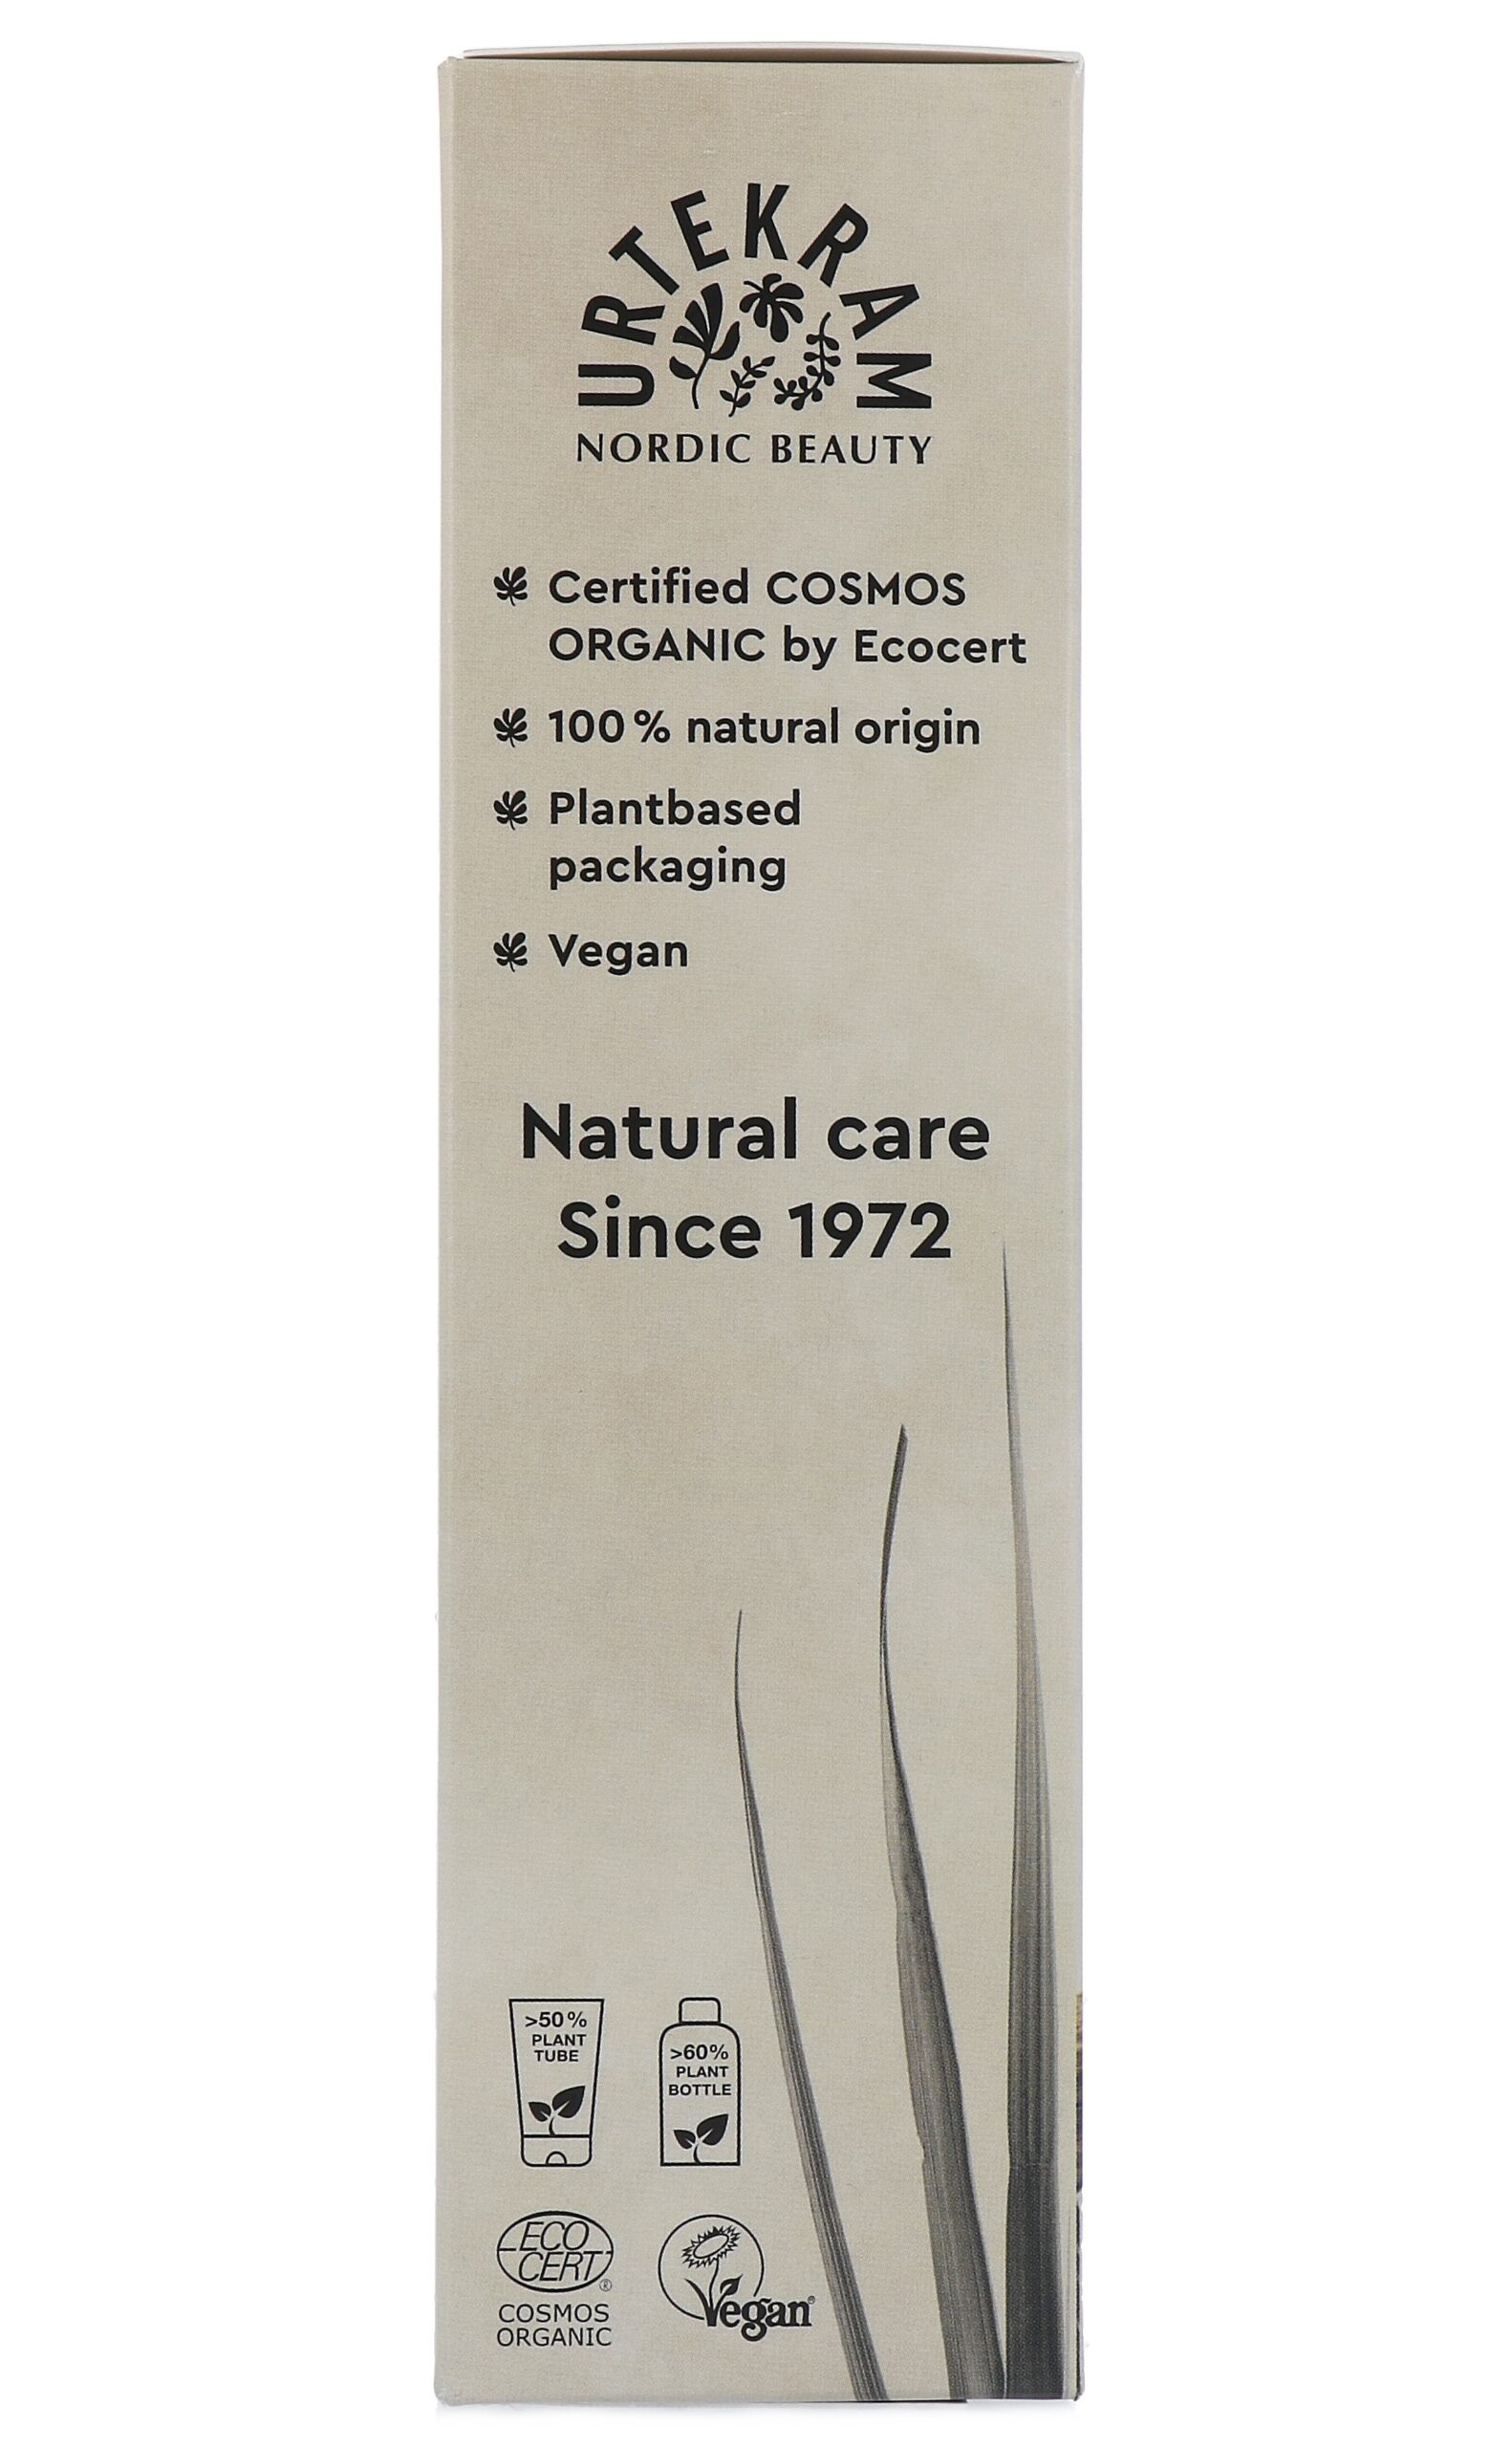 URTEKRAM
NORDIC BEAUTY
Certified COSMOS
ORGANIC by Ecocert
100 % natural origin
Plantbased
packaging
Vegan
Natural care
Since 1972
>50 %
PLANT
TUBE
>60%
PLANT
BOTTLE
ECO
CERT
®
COSMOS
ORGANIC
Vegan®